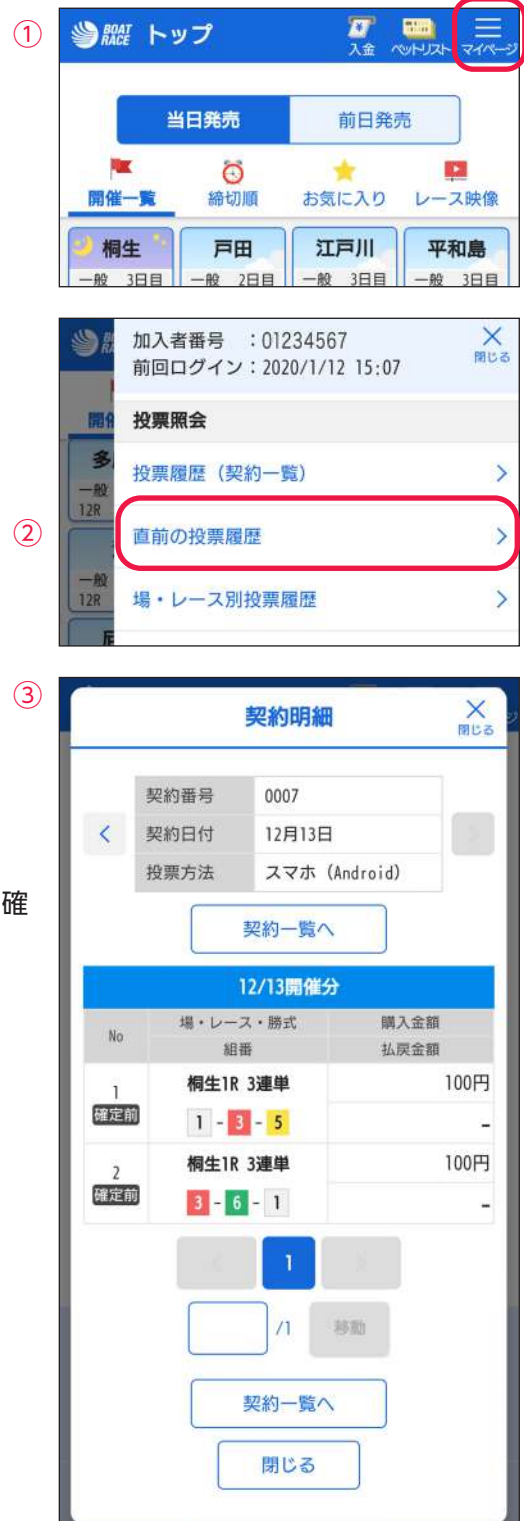 ①
BOAT RACE トップ
入金 ベットリスト マイページ
当日発売 前日発売
開催一覧 締切順 お気に入り レース映像
桐生 戸田 江戸川 平和島
一般 3日目 一般 2日目 一般 3日目 一般 3日目
加入者番号 :01234567
前回ログイン:2020/1/12 15:07
閉じる
投票照会
投票履歴(契約一覧)
②
直前の投票履歴
場・レース別投票履歴
一般
12R
一般
12R
③
契約明細
閉じる
契約番号 0007
契約日付 12月13日
投票方法 スマホ (Android)
確
契約一覧へ
12/13開催分
No 場・レース・勝式 購入金額
組番 払戻金額
1 桐生1R 3連単 100円
確定前 1 - 3 - 5 -
2 桐生1R 3連単 100円
確定前 3 - 6 - 1 -
< 1 >
/1 移動
契約一覧へ
閉じる